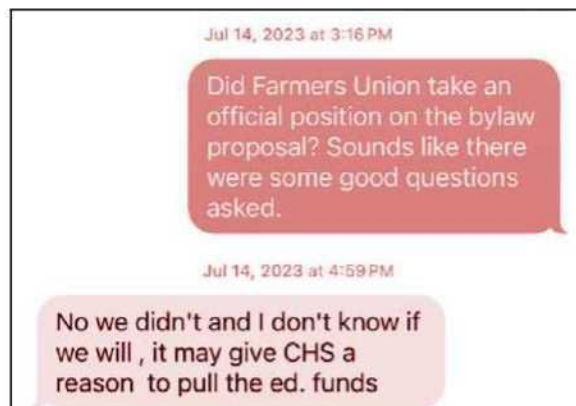 Jul 14, 2023 at 3:16 PM
Did Farmers Union take an
official position on the bylaw
proposal? Sounds like there
were some good questions
asked.
Jul 14, 2023 at 4:59 PM
No we didn't and I don't know if
we will , it may give CHS a
reason to pull the ed. funds